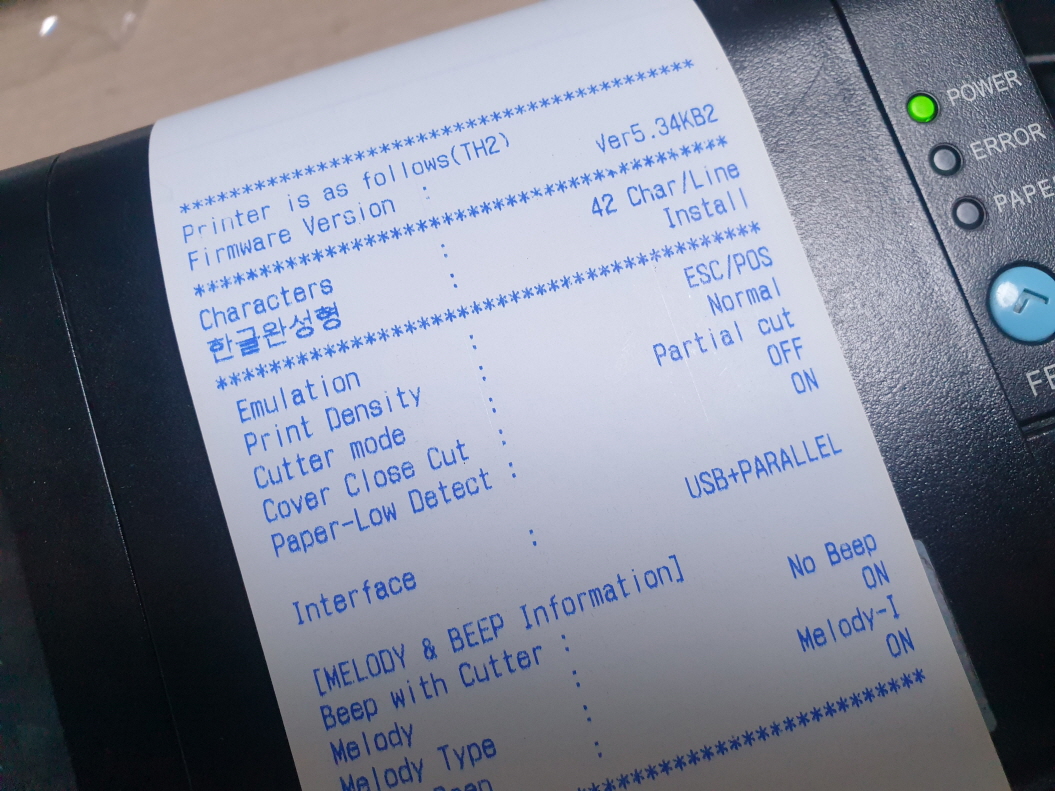 ************************************************
Printer is as follows(TH2)
Firmware Version : Ver5.34KB2
************************************************
Characters : 42 Char/Line
한글완성형 : Install
************************************************
Emulation : ESC/POS
Print Density : Normal
Cutter mode : Partial cut
Cover Close Cut : OFF
Paper-Low Detect : ON
Interface : USB+PARALLEL
[MELODY & BEEP Information]
Beep with Cutter : No Beep
Melody : ON
Melody Type : Melody-I
: ON
************************
POWER
ERROR